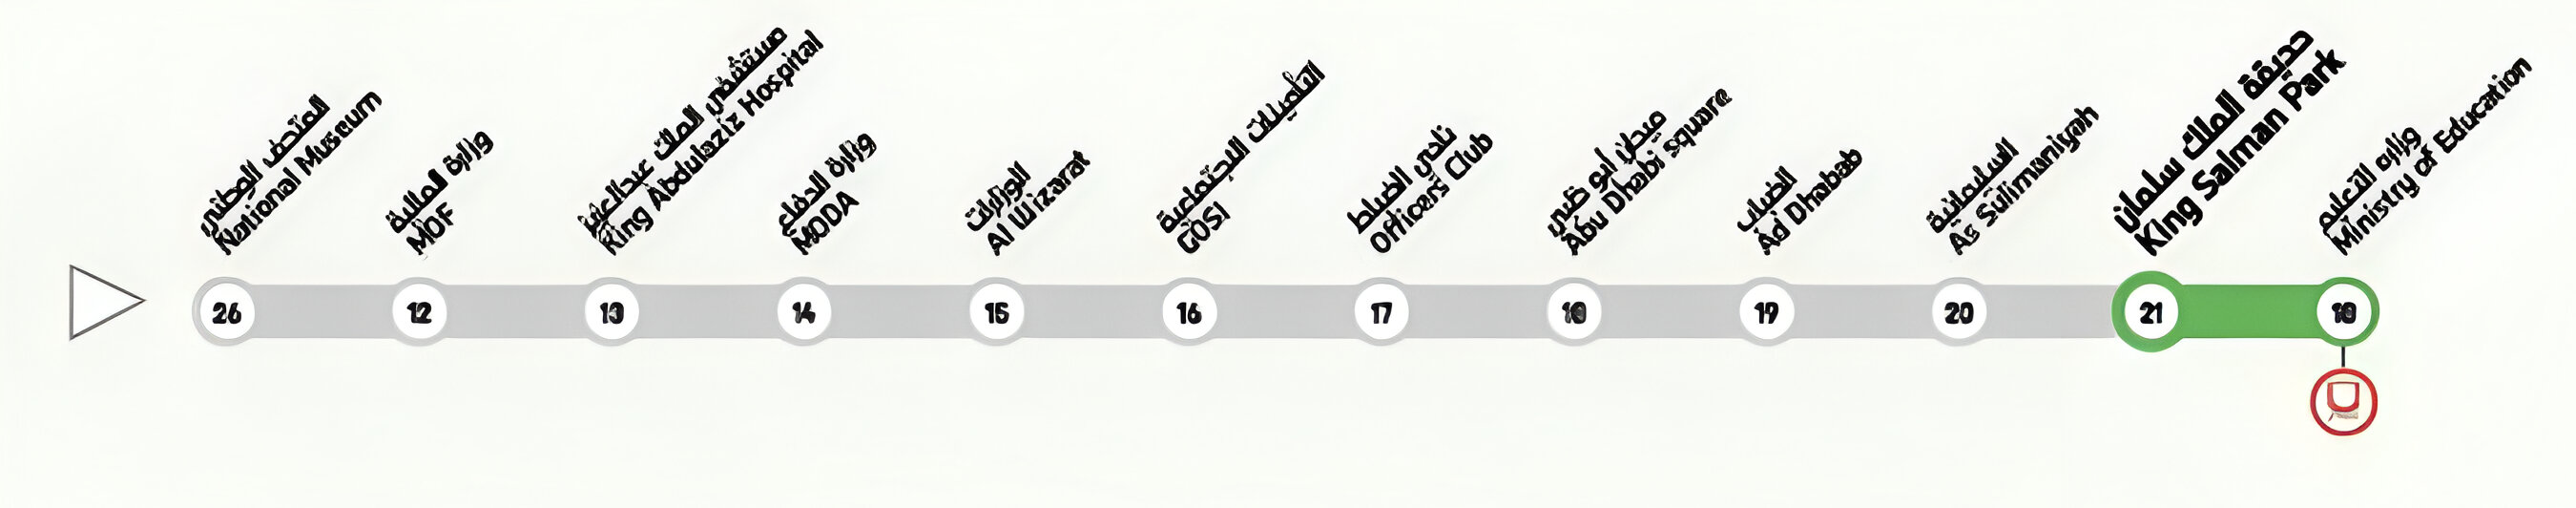 المتحف الوطني
National Museum
وزارة المالية
MOF
مستشفى الملك عبدالعزيز
King Abdulaziz Hospital
وزارة الدفاع
MODA
الوزارات
Al Wizarat
التأمينات الاجتماعية
GOSI
نادي الضباط
Officers Club
ميدان أبو ظبي
Abu Dhabi Square
الضباب
Ad Dhabab
السليمانية
As Sulimaniyah
حديقة الملك سلمان
King Salman Park
وزارة التعليم
Ministry of Education
26
12
13
14
15
16
17
19
20
21